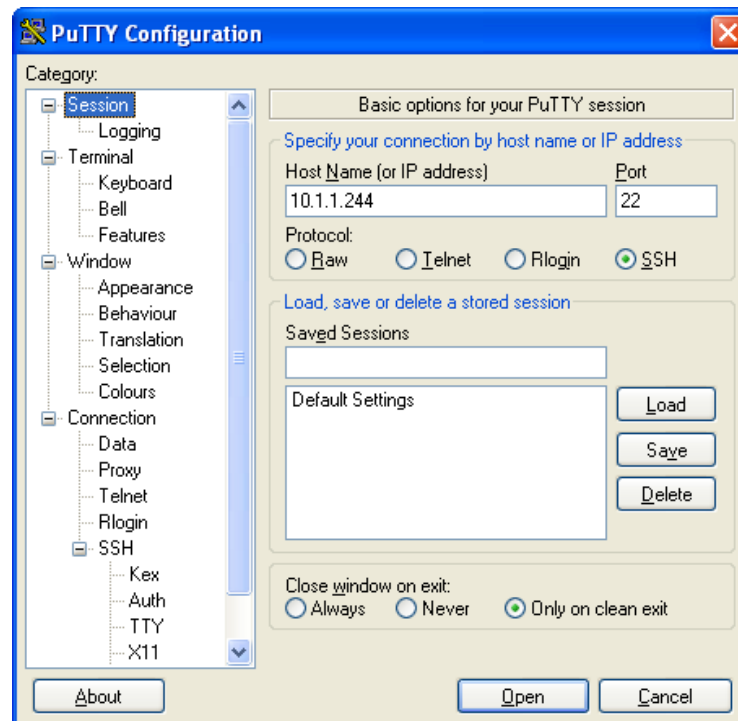 PuTTY Configuration
Category:
Session
Logging
Terminal
Keyboard
Bell
Features
Window
Appearance
Behaviour
Translation
Selection
Colours
Connection
Data
Proxy
Telnet
Rlogin
SSH
Kex
Auth
TTY
X11
Basic options for your PuTTY session
Specify your connection by host name or IP address
Host Name (or IP address) Port
10.1.1.244 22
Protocol:
Raw Telnet Rlogin SSH
Load, save or delete a stored session
Saved Sessions
Default Settings
Load
Save
Delete
Close window on exit:
Always Never Only on clean exit
About Open Cancel